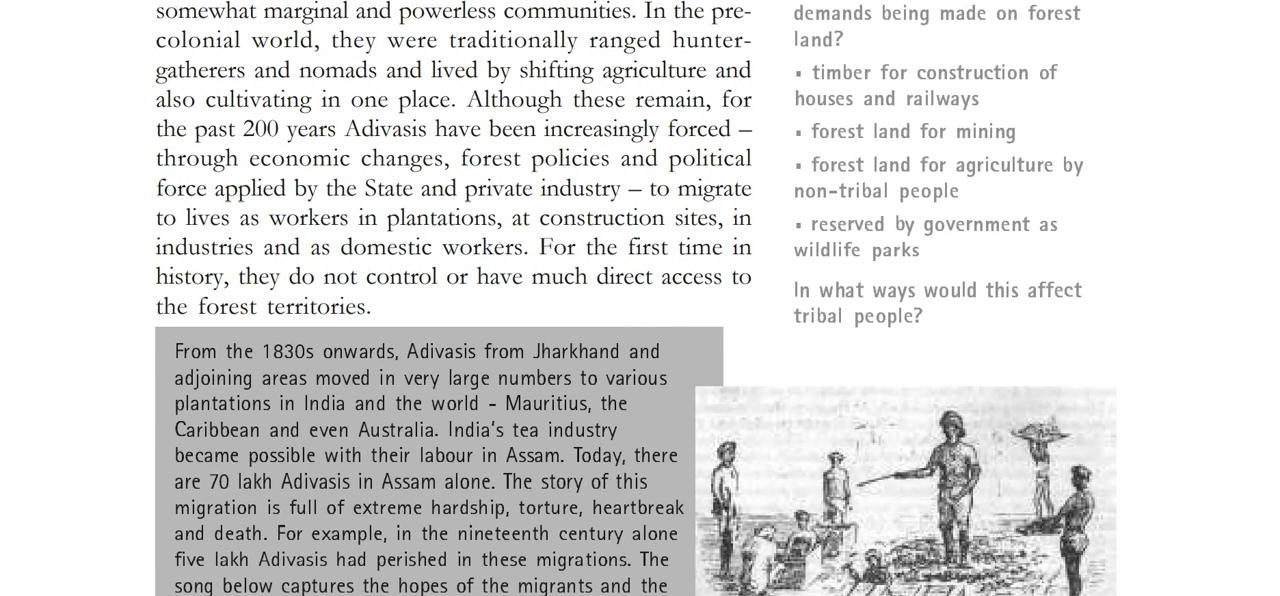 somewhat marginal and powerless communities. In the pre-
colonial world, they were traditionally ranged hunter-
gatherers and nomads and lived by shifting agriculture and
also cultivating in one place. Although these remain, for
the past 200 years Adivasis have been increasingly forced –
through economic changes, forest policies and political
force applied by the State and private industry – to migrate
to lives as workers in plantations, at construction sites, in
industries and as domestic workers. For the first time in
history, they do not control or have much direct access to
the forest territories.
From the 1830s onwards, Adivasis from Jharkhand and
adjoining areas moved in very large numbers to various
plantations in India and the world - Mauritius, the
Caribbean and even Australia. India's tea industry
became possible with their labour in Assam. Today, there
are 70 lakh Adivasis in Assam alone. The story of this
migration is full of extreme hardship, torture, heartbreak
and death. For example, in the nineteenth century alone
five lakh Adivasis had perished in these migrations. The
song below captures the hopes of the migrants and the
demands being made on forest
land?
▪ timber for construction of
houses and railways
▪ forest land for mining
▪ forest land for agriculture by
non-tribal people
▪ reserved by government as
wildlife parks
In what ways would this affect
tribal people?